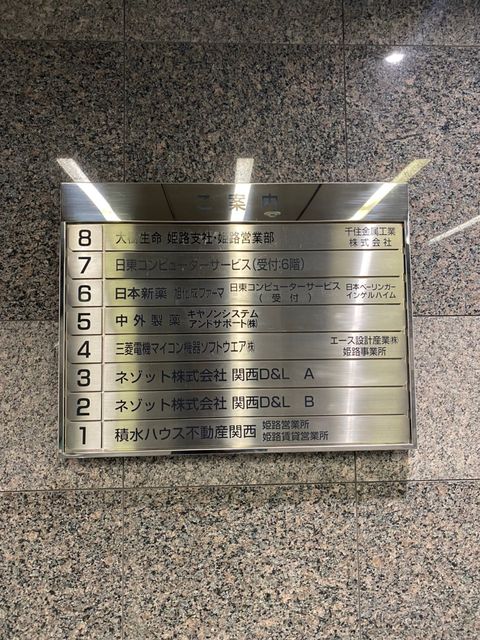 ご案内
8 大樹生命 姫路支社・姫路営業部 千住金属工業
株式会社
7 日東コンピューターサービス(受付:6階)
6 日本新薬 旭化成ファーマ 日東コンピューターサービス
(受付) 日本ベーリンガー
インゲルハイム
5 中外製薬 キヤノンシステム
アンドサポート㈱
4 三菱電機マイコン機器ソフトウエア㈱ エース設計産業㈱
姫路事業所
3 ネゾット株式会社 関西D&L A
2 ネゾット株式会社 関西D&L B
1 積水ハウス不動産関西 姫路営業所
姫路賃貸営業所